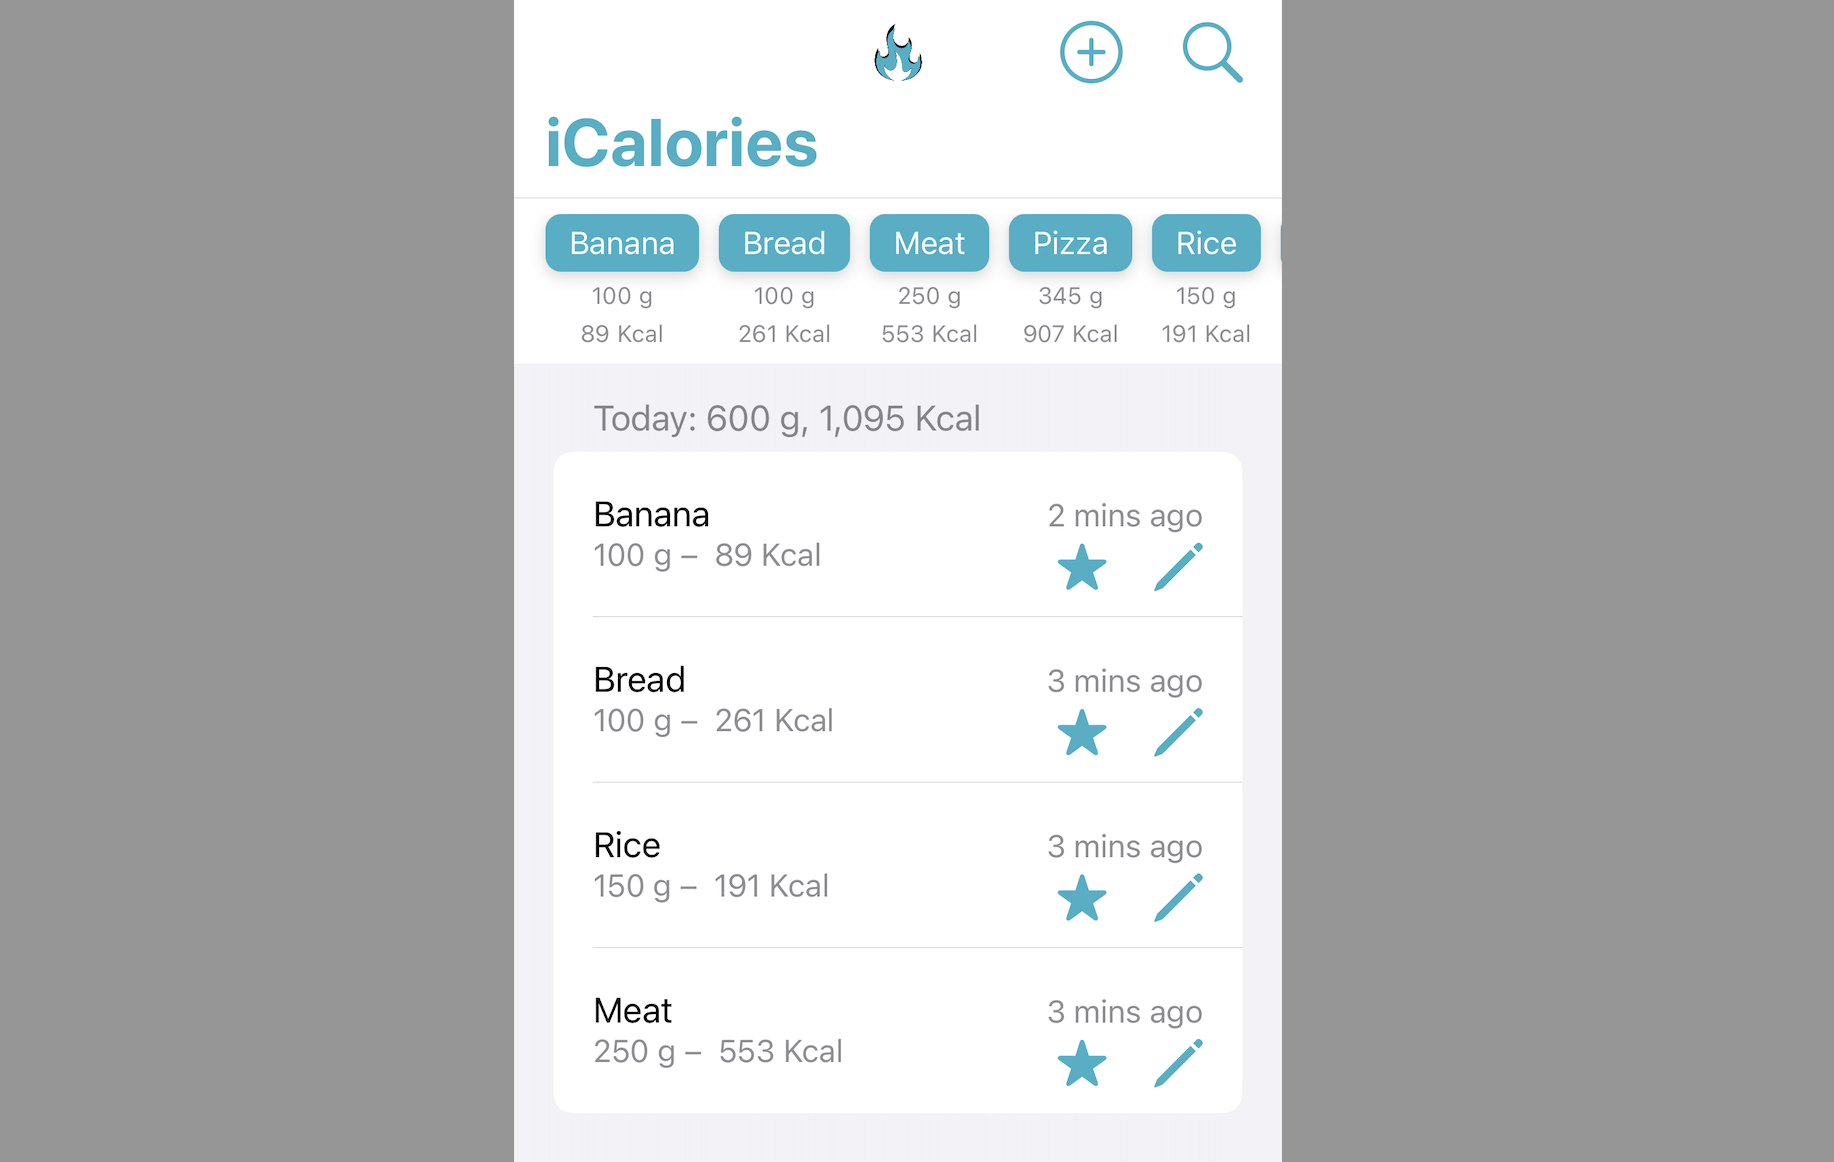 iCalories
Banana Bread Meat Pizza Rice
100 g 100 g 250 g 345 g 150 g
89 Kcal 261 Kcal 553 Kcal 907 Kcal 191 Kcal
Today: 600 g, 1,095 Kcal
Banana 2 mins ago
100 g – 89 Kcal
Bread 3 mins ago
100 g – 261 Kcal
Rice 3 mins ago
150 g – 191 Kcal
Meat 3 mins ago
250 g – 553 Kcal